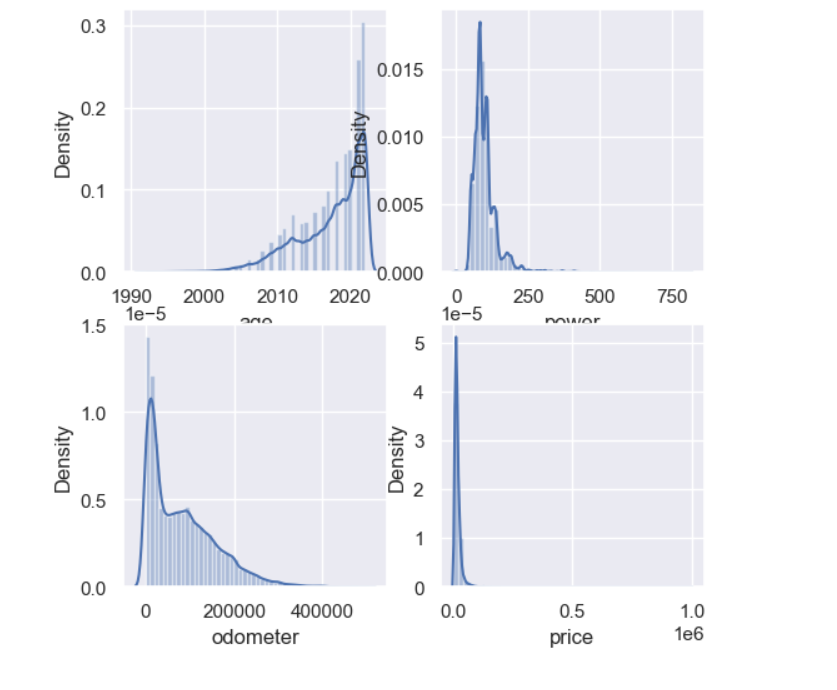 0.3
0.2
0.1
0.0
Density
1990 2000 2010 2020
age
0.015
0.010
0.005
0.000
Density
0 250 500 750
power
1e−5
1.5
1.0
0.5
0.0
Density
0 200000 400000
odometer
1e−5
5
4
3
2
1
0
Density
0.0 0.5 1.0
1e6
price